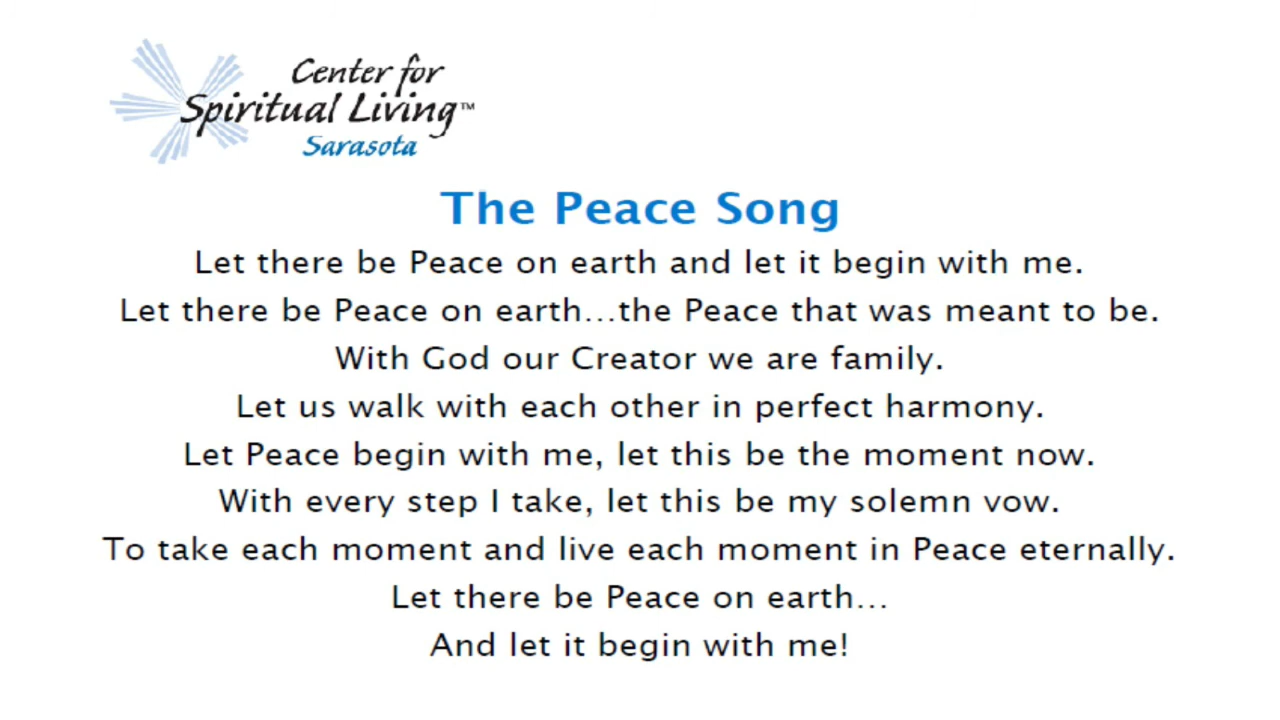 Center for
Spiritual Living™
Sarasota
The Peace Song
Let there be Peace on earth and let it begin with me.
Let there be Peace on earth...the Peace that was meant to be.
With God our Creator we are family.
Let us walk with each other in perfect harmony.
Let Peace begin with me, let this be the moment now.
With every step I take, let this be my solemn vow.
To take each moment and live each moment in Peace eternally.
Let there be Peace on earth...
And let it begin with me!